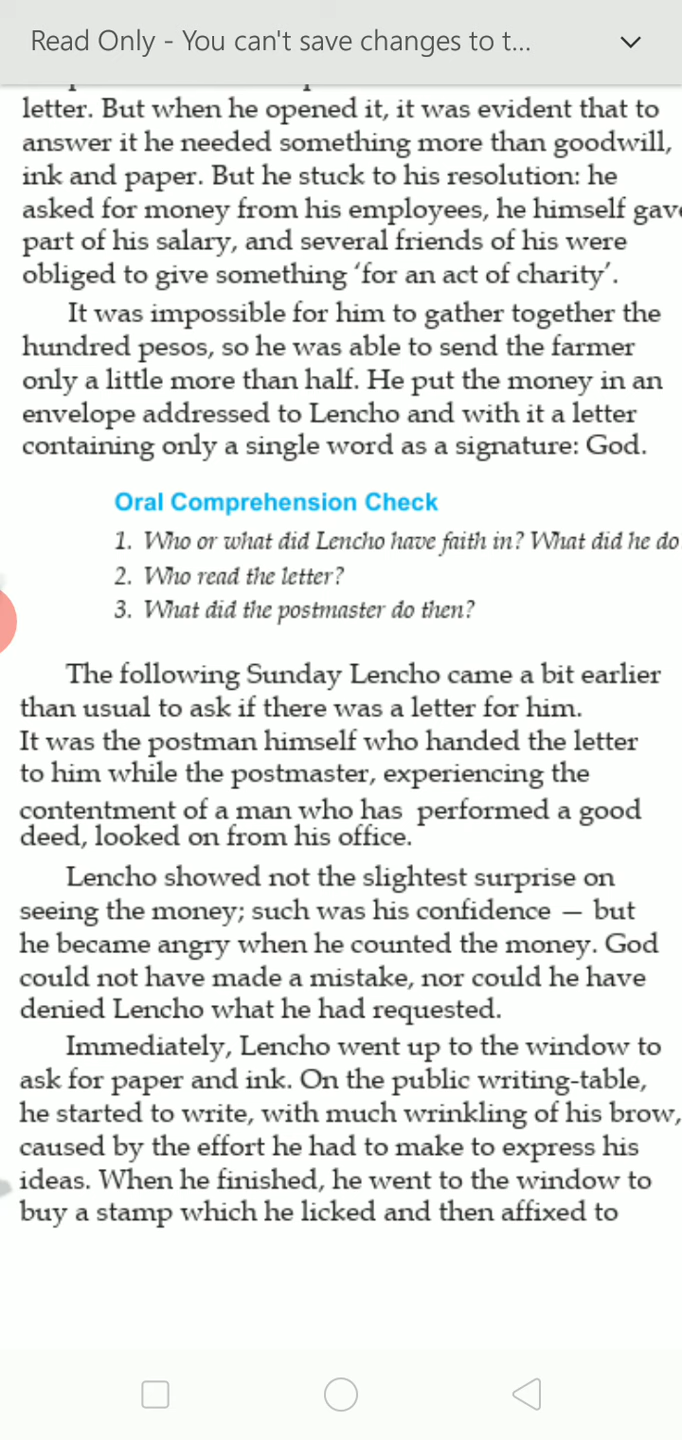 Read Only - You can't save changes to t...
letter. But when he opened it, it was evident that to
answer it he needed something more than goodwill,
ink and paper. But he stuck to his resolution: he
asked for money from his employees, he himself gave
part of his salary, and several friends of his were
obliged to give something ‘for an act of charity’.
It was impossible for him to gather together the
hundred pesos, so he was able to send the farmer
only a little more than half. He put the money in an
envelope addressed to Lencho and with it a letter
containing only a single word as a signature: God.
Oral Comprehension Check
1. Who or what did Lencho have faith in? What did he do
2. Who read the letter?
3. What did the postmaster do then?
The following Sunday Lencho came a bit earlier
than usual to ask if there was a letter for him.
It was the postman himself who handed the letter
to him while the postmaster, experiencing the
contentment of a man who has performed a good
deed, looked on from his office.
Lencho showed not the slightest surprise on
seeing the money; such was his confidence — but
he became angry when he counted the money. God
could not have made a mistake, nor could he have
denied Lencho what he had requested.
Immediately, Lencho went up to the window to
ask for paper and ink. On the public writing-table,
he started to write, with much wrinkling of his brow,
caused by the effort he had to make to express his
ideas. When he finished, he went to the window to
buy a stamp which he licked and then affixed to